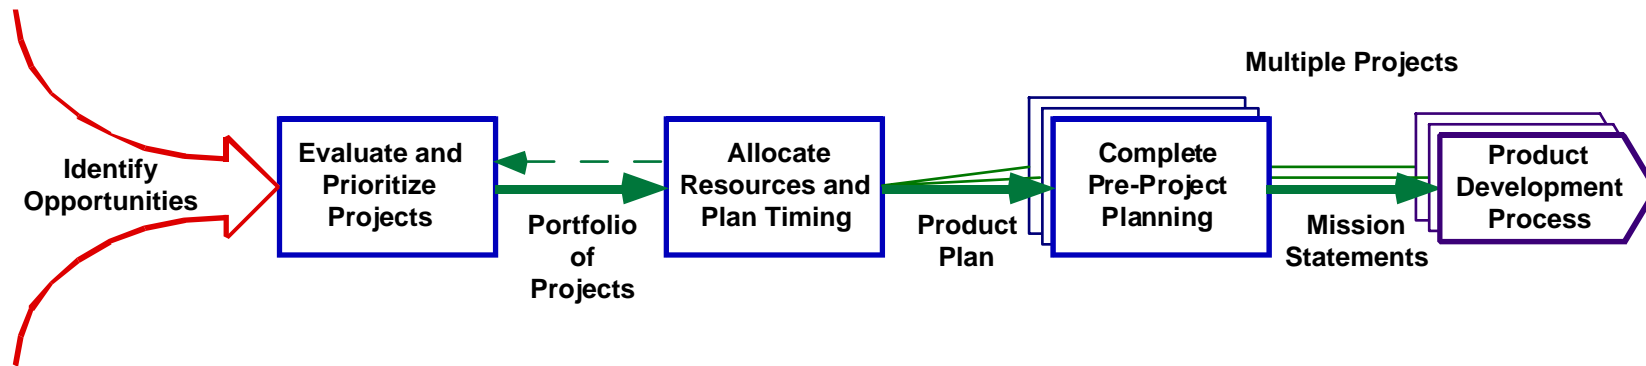 Multiple Projects
Identify
Opportunities
Evaluate and
Prioritize
Projects
Portfolio
of
Projects
Allocate
Resources and
Plan Timing
Product
Plan
Complete
Pre-Project
Planning
Mission
Statements
Product
Development
Process